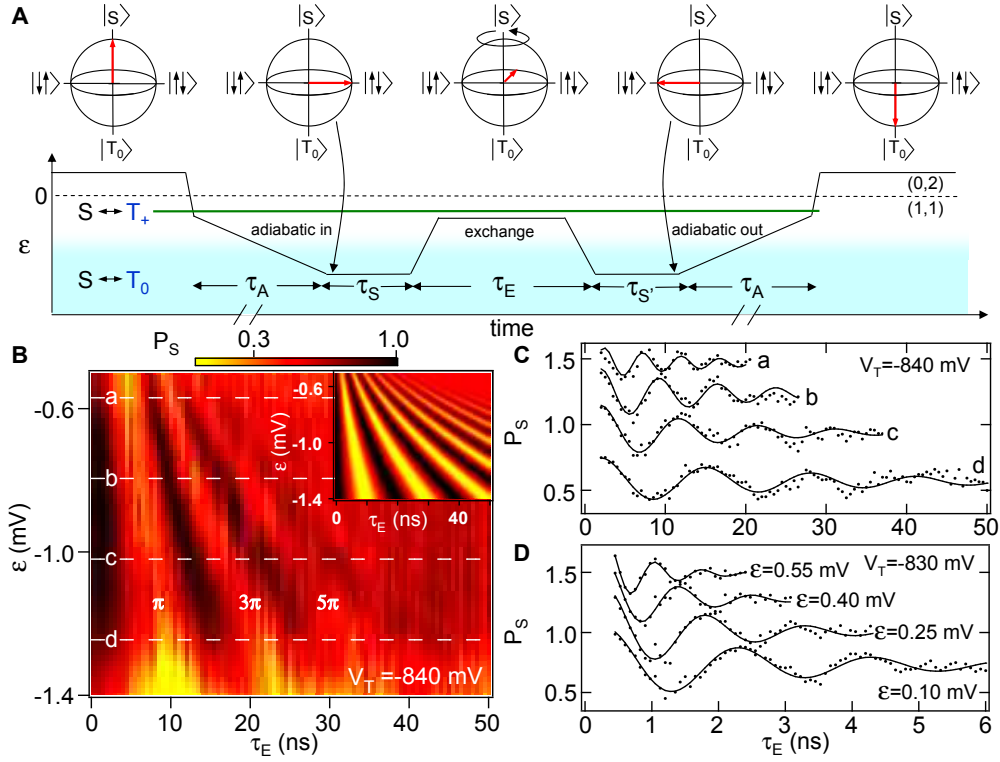 A
|S⟩ |S⟩ |S⟩ |S⟩ |S⟩
|↓↑⟩ |↑↓⟩ |↓↑⟩ |↑↓⟩ |↓↑⟩ |↑↓⟩ |↓↑⟩ |↑↓⟩ |↓↑⟩ |↑↓⟩
|T₀⟩ |T₀⟩ |T₀⟩ |T₀⟩ |T₀⟩
(0,2)
0
(1,1)
S ↔ T₊
adiabatic in exchange adiabatic out
ε
S ↔ T₀
τ_A τ_S τ_E τ_S' τ_A
time
B
P_S 0.3 1.0
ε (mV)
-0.6
-1.0
-1.4
a
b
c
d
π 3π 5π
V_T=-840 mV
0 10 20 30 40 50
τ_E (ns)
ε (mV)
-0.6
-1.0
-1.4
0 40
τ_E (ns)
C
V_T=-840 mV
P_S
1.5
1.0
0.5
a
b
c
d
0 10 20 30 40 50
D
V_T=-830 mV
P_S
1.5
1.0
0.5
ε=0.55 mV
ε=0.40 mV
ε=0.25 mV
ε=0.10 mV
0 1 2 3 4 5 6
τ_E (ns)